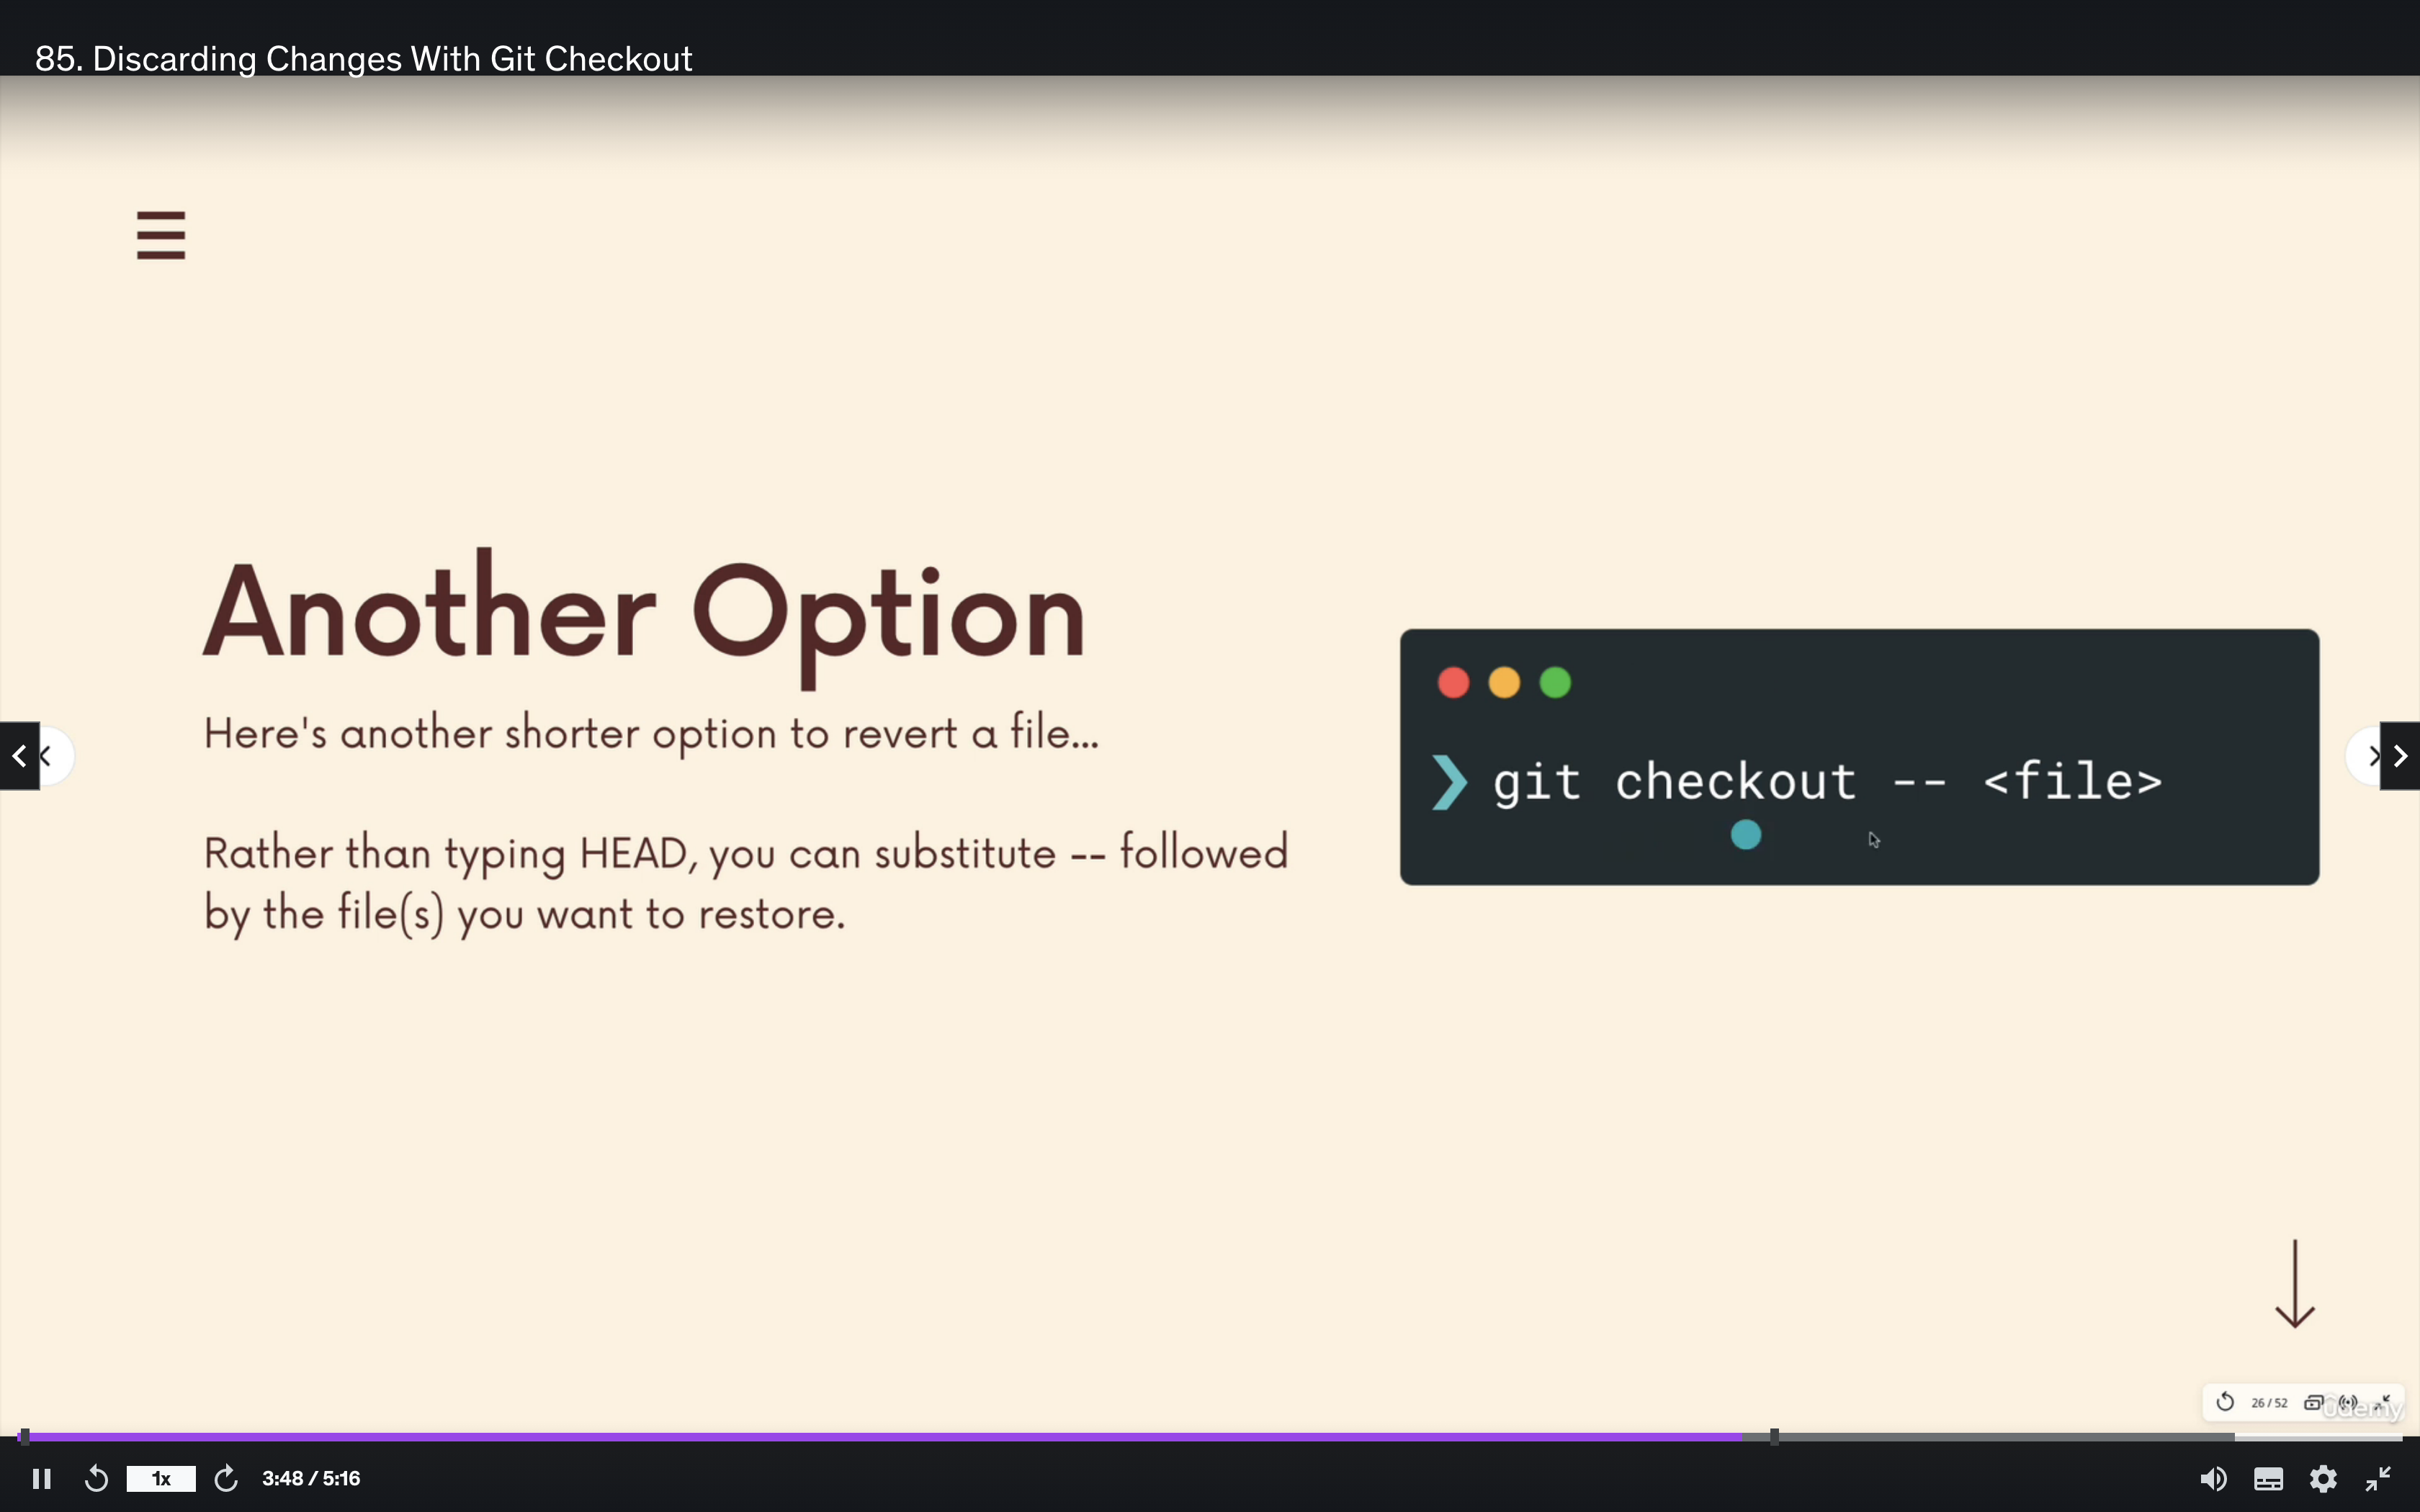 85. Discarding Changes With Git Checkout
Another Option
Here's another shorter option to revert a file...
Rather than typing HEAD, you can substitute -- followed
by the file(s) you want to restore.
❯ git checkout -- <file>
26 / 52
Udemy
1x
3:48 / 5:16